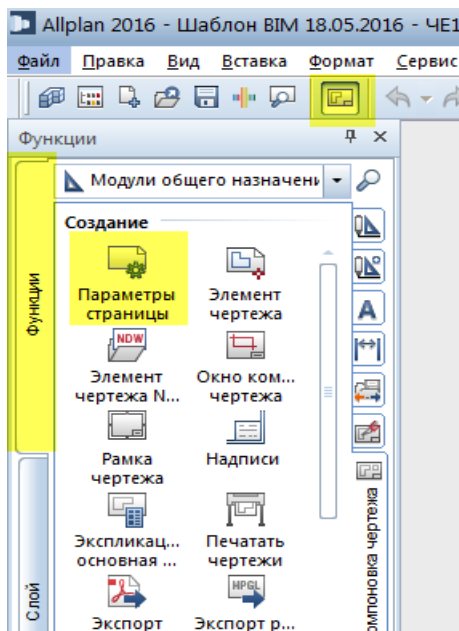 Allplan 2016 - Шаблон BIM 18.05.2016 - ЧЕ1
Файл Правка Вид Вставка Формат Сервис
Функции
Модули общего назначені
Создание
Функции
Параметры
страницы
Элемент
чертежа
NDW
Элемент
чертежа N...
Окно ком...
чертежа
Рамка
чертежа
Надписи
Экспликац...
основная ...
Печатать
чертежи
HPGL
Экспорт
Экспорт р...
A
мпоновка чертежа
Слой